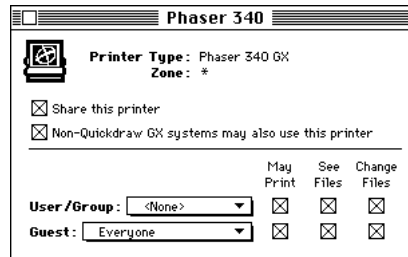 Phaser 340
Printer Type: Phaser 340 GX
Zone: *
Share this printer
Non-Quickdraw GX systems may also use this printer
May Print See Files Change Files
User/Group: <None>
Guest: Everyone